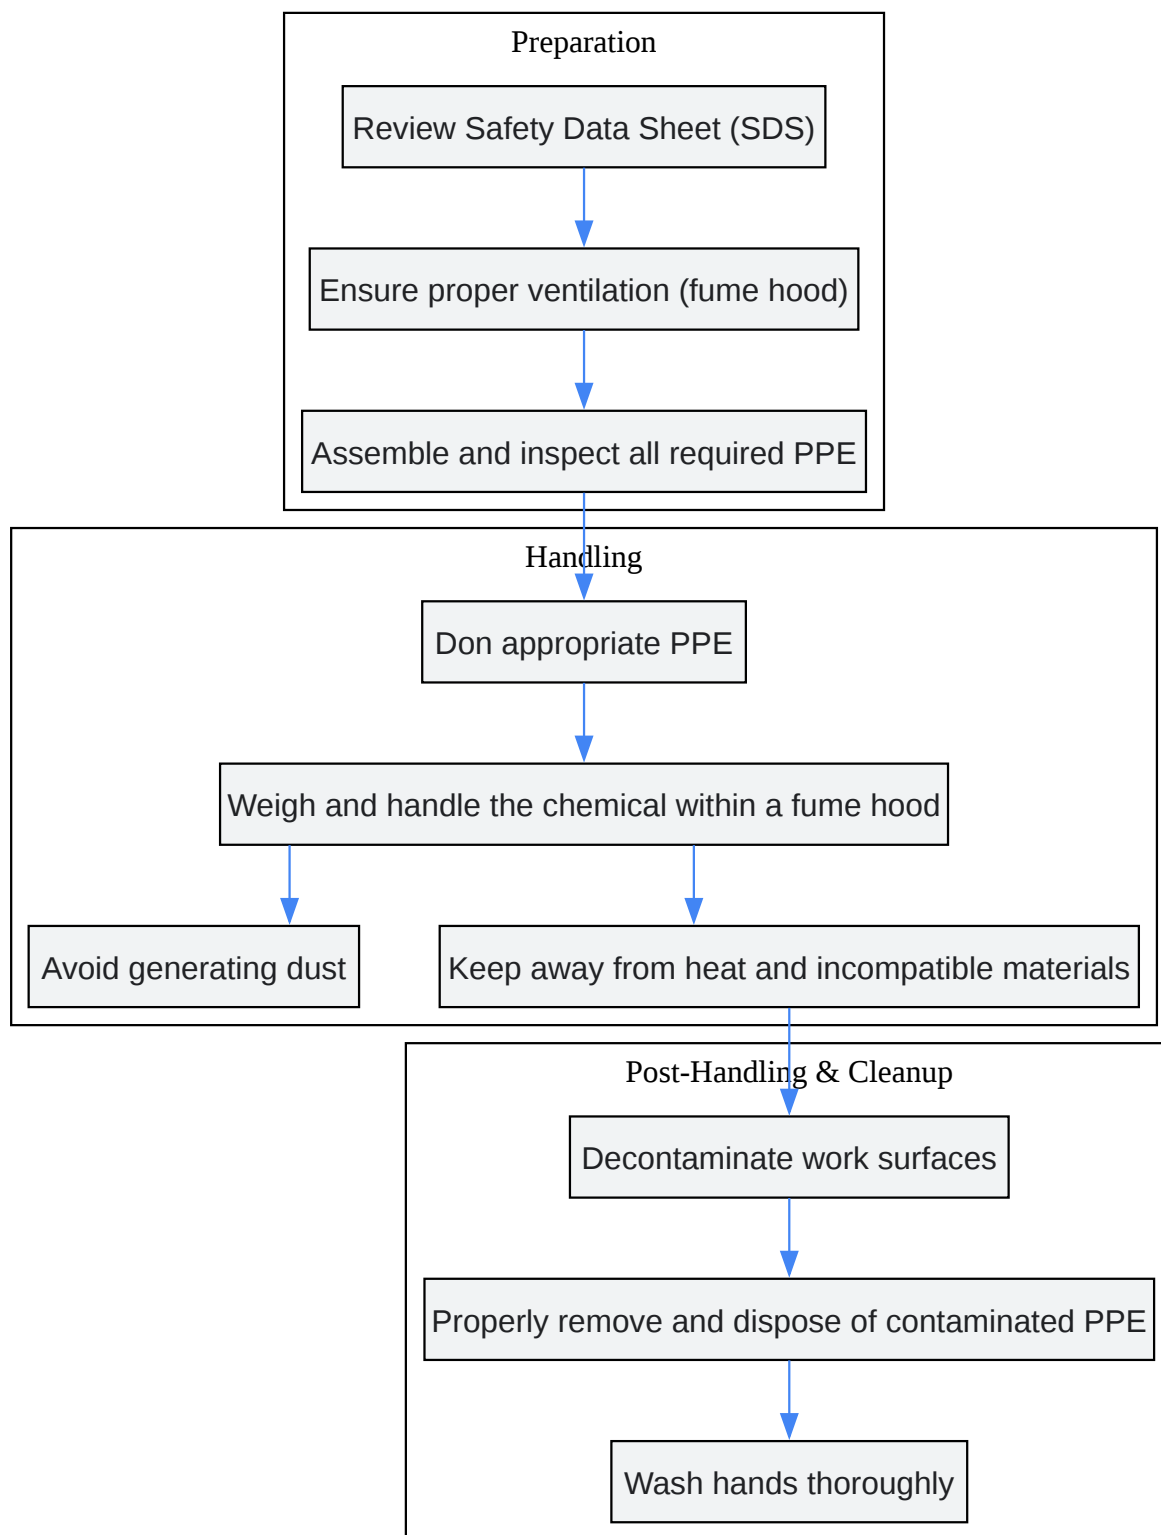 Preparation
Review Safety Data Sheet (SDS)
Ensure proper ventilation (fume hood)
Assemble and inspect all required PPE
Handling
Don appropriate PPE
Weigh and handle the chemical within a fume hood
Avoid generating dust
Keep away from heat and incompatible materials
Post-Handling & Cleanup
Decontaminate work surfaces
Properly remove and dispose of contaminated PPE
Wash hands thoroughly